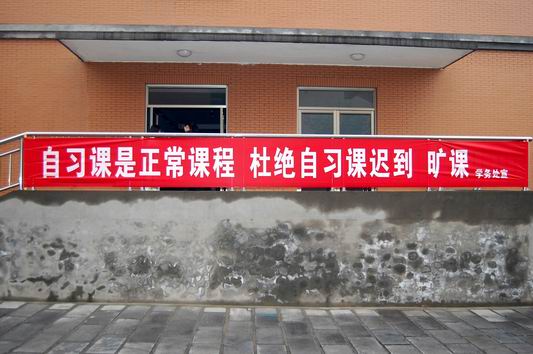 自习课是正常课程 杜绝自习课迟到 旷课 学务处宣